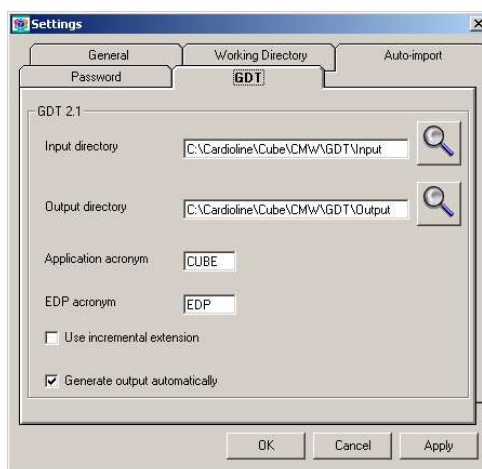 Settings
General Working Directory Auto-import
Password GDT
GDT 2.1
Input directory C:\Cardioline\Cube\CMW\GDT\Input
Output directory C:\Cardioline\Cube\CMW\GDT\Output
Application acronym CUBE
EDP acronym EDP
Use incremental extension
Generate output automatically
OK Cancel Apply